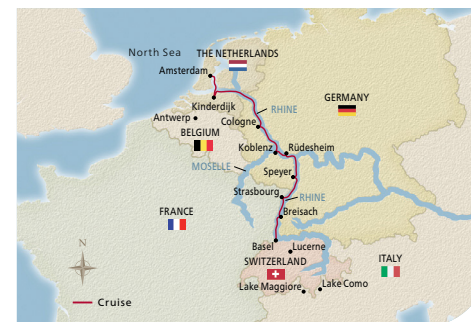 North Sea
THE NETHERLANDS
Amsterdam
GERMANY
Kinderdijk
RHINE
Antwerp
Cologne
BELGIUM
Koblenz
Rüdesheim
MOSELLE
Speyer
Strasbourg
RHINE
FRANCE
Breisach
Basel
Lucerne
SWITZERLAND
ITALY
N
Lake Maggiore
Lake Como
Cruise